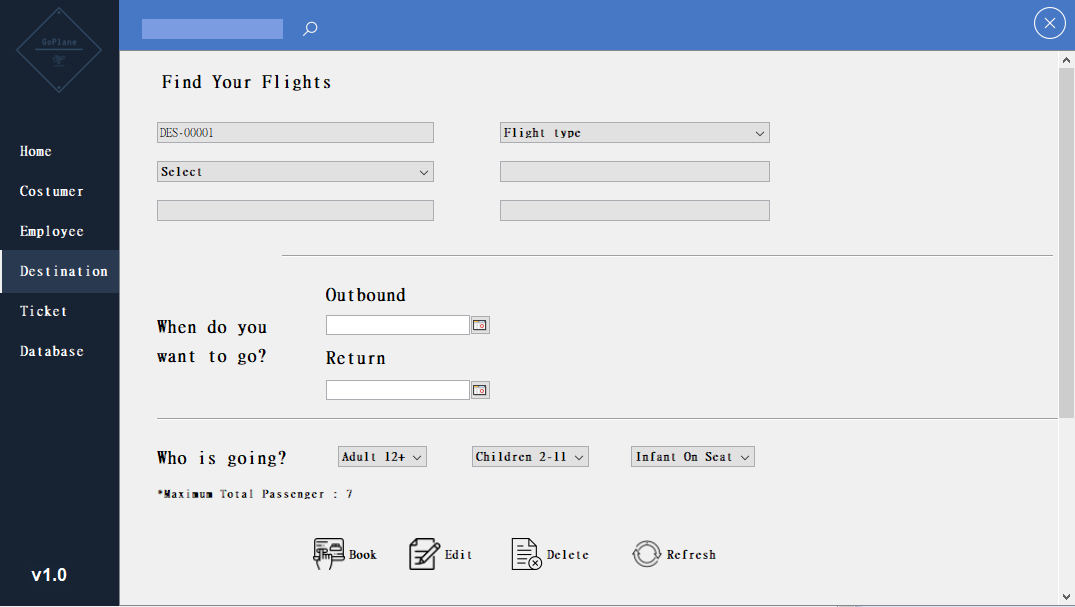 GoPlane
Home
Costumer
Employee
Destination
Ticket
Database
v1.0
Find Your Flights
DES-00001
Flight type
Select
When do you
want to go?
Outbound
Return
Who is going?
Adult 12+
Children 2-11
Infant On Seat
*Maximum Total Passenger : 7
Book
Edit
Delete
Refresh